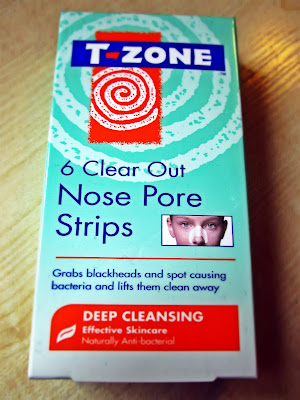 T-ZONE
6 Clear Out
Nose Pore
Strips
Grabs blackheads and spot causing
bacteria and lifts them clean away
DEEP CLEANSING
Effective Skincare
Naturally Anti-bacterial